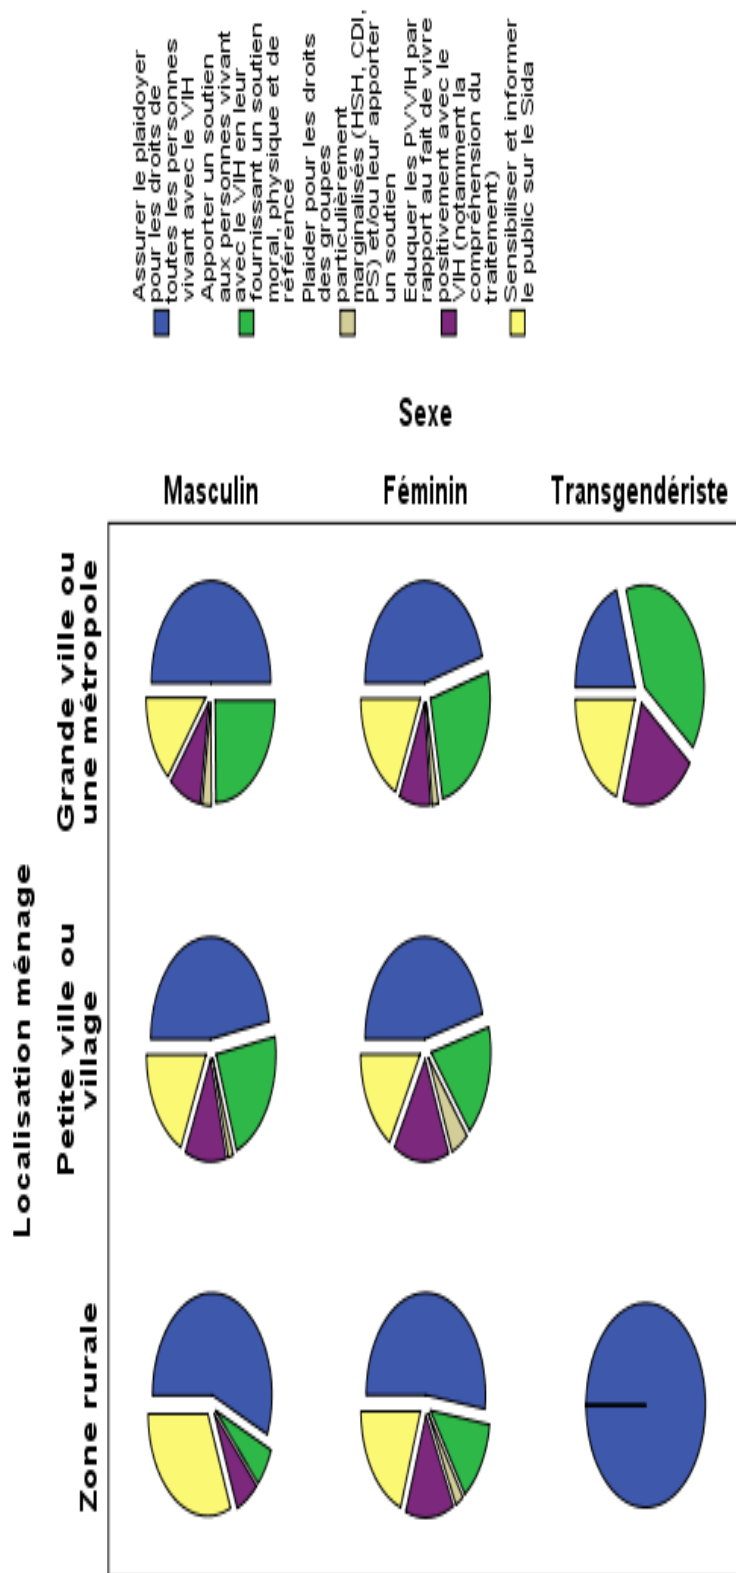 Localisation ménage
Zone rurale
Petite ville ou
village
Grande ville ou
une métropole
Sexe
Masculin
Féminin
Transgendériste
Assurer le plaidoyer
pour les droits de
toutes les personnes
vivant avec le VIH
Apporter un soutien
aux personnes vivant
avec le VIH en leur
fournissant un soutien
moral, physique et de
référence
Plaider pour les droits
des groupes
particulièrement
marginalisés (HSH, CDI,
PS) et/ou leur apporter
un soutien
Eduquer les PVVIH par
rapport au fait de vivre
positivement avec le
VIH (notamment la
compréhension du
traitement)
Sensibiliser et informer
le public sur le Sida